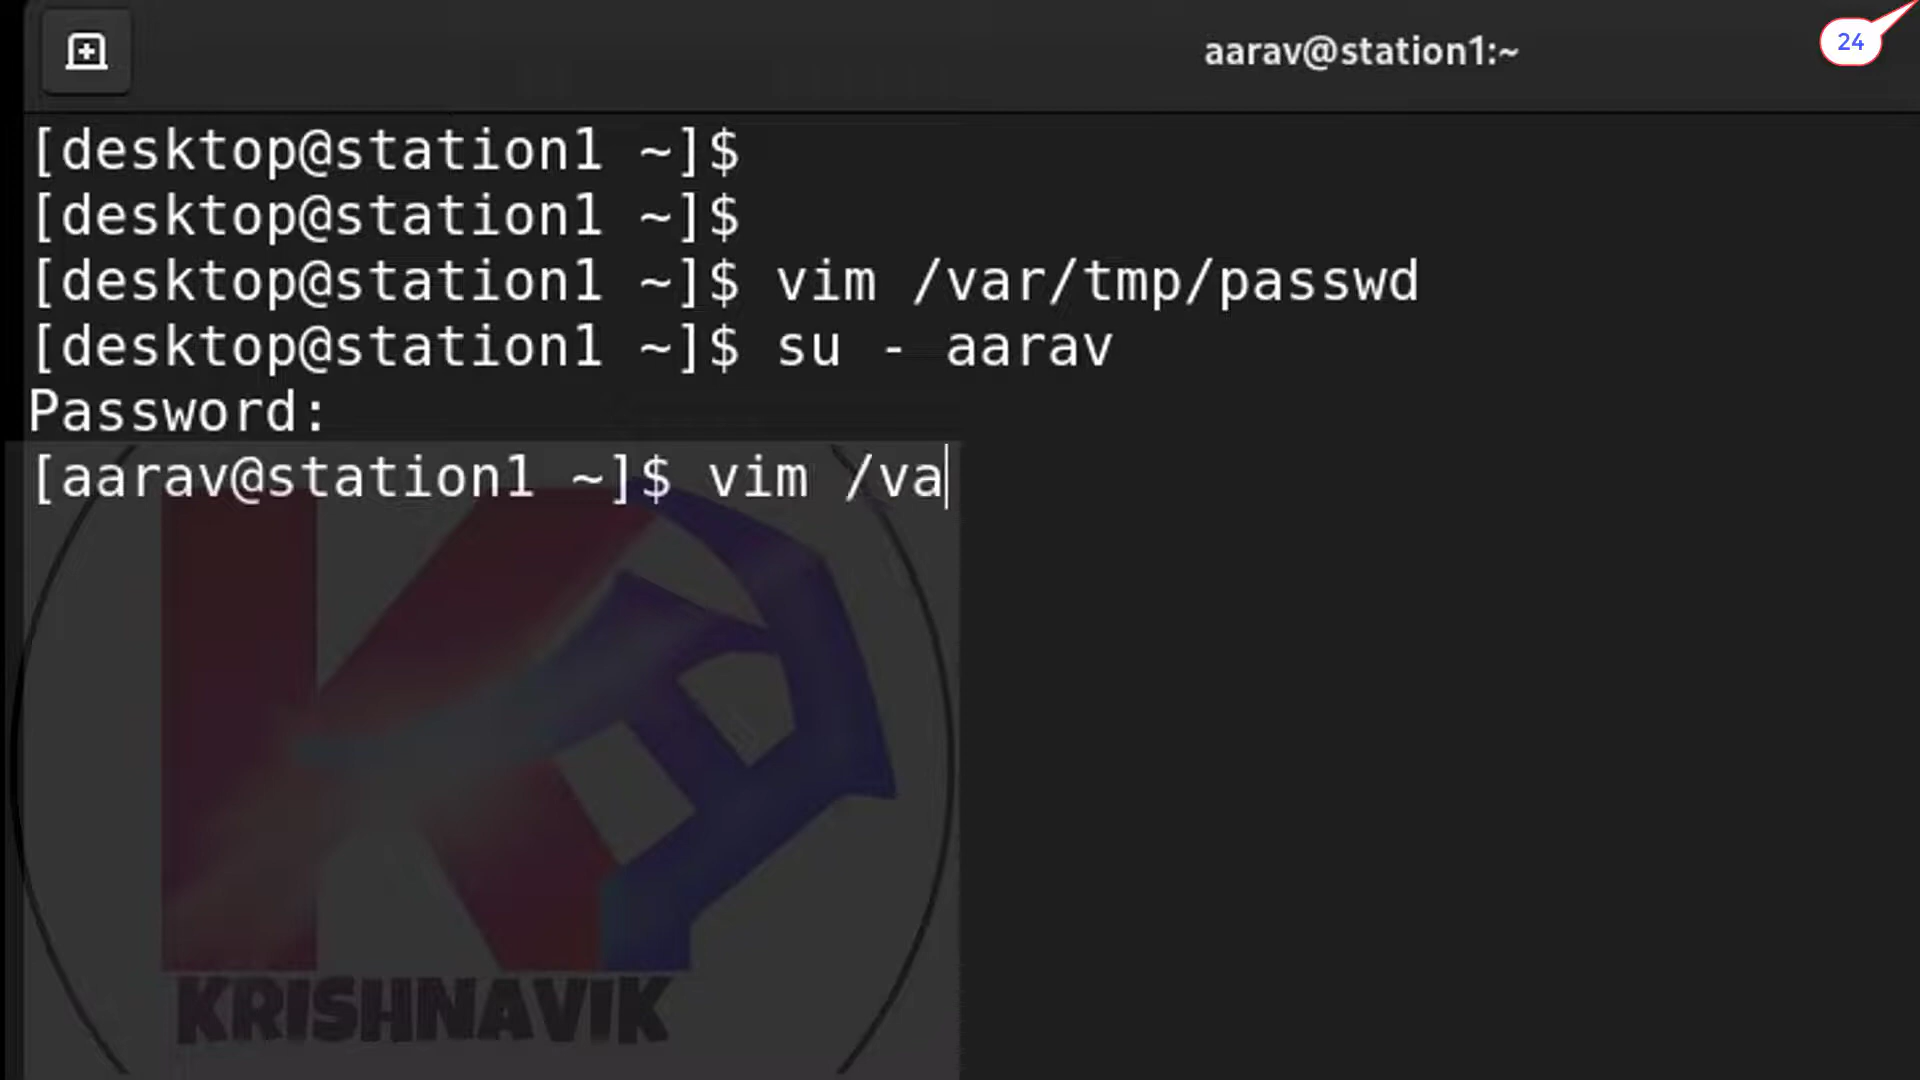 aarav@station1:~
24
[desktop@station1 ~]$
[desktop@station1 ~]$
[desktop@station1 ~]$ vim /var/tmp/passwd
[desktop@station1 ~]$ su - aarav
Password:
[aarav@station1 ~]$ vim /va
KRISHNAVIK